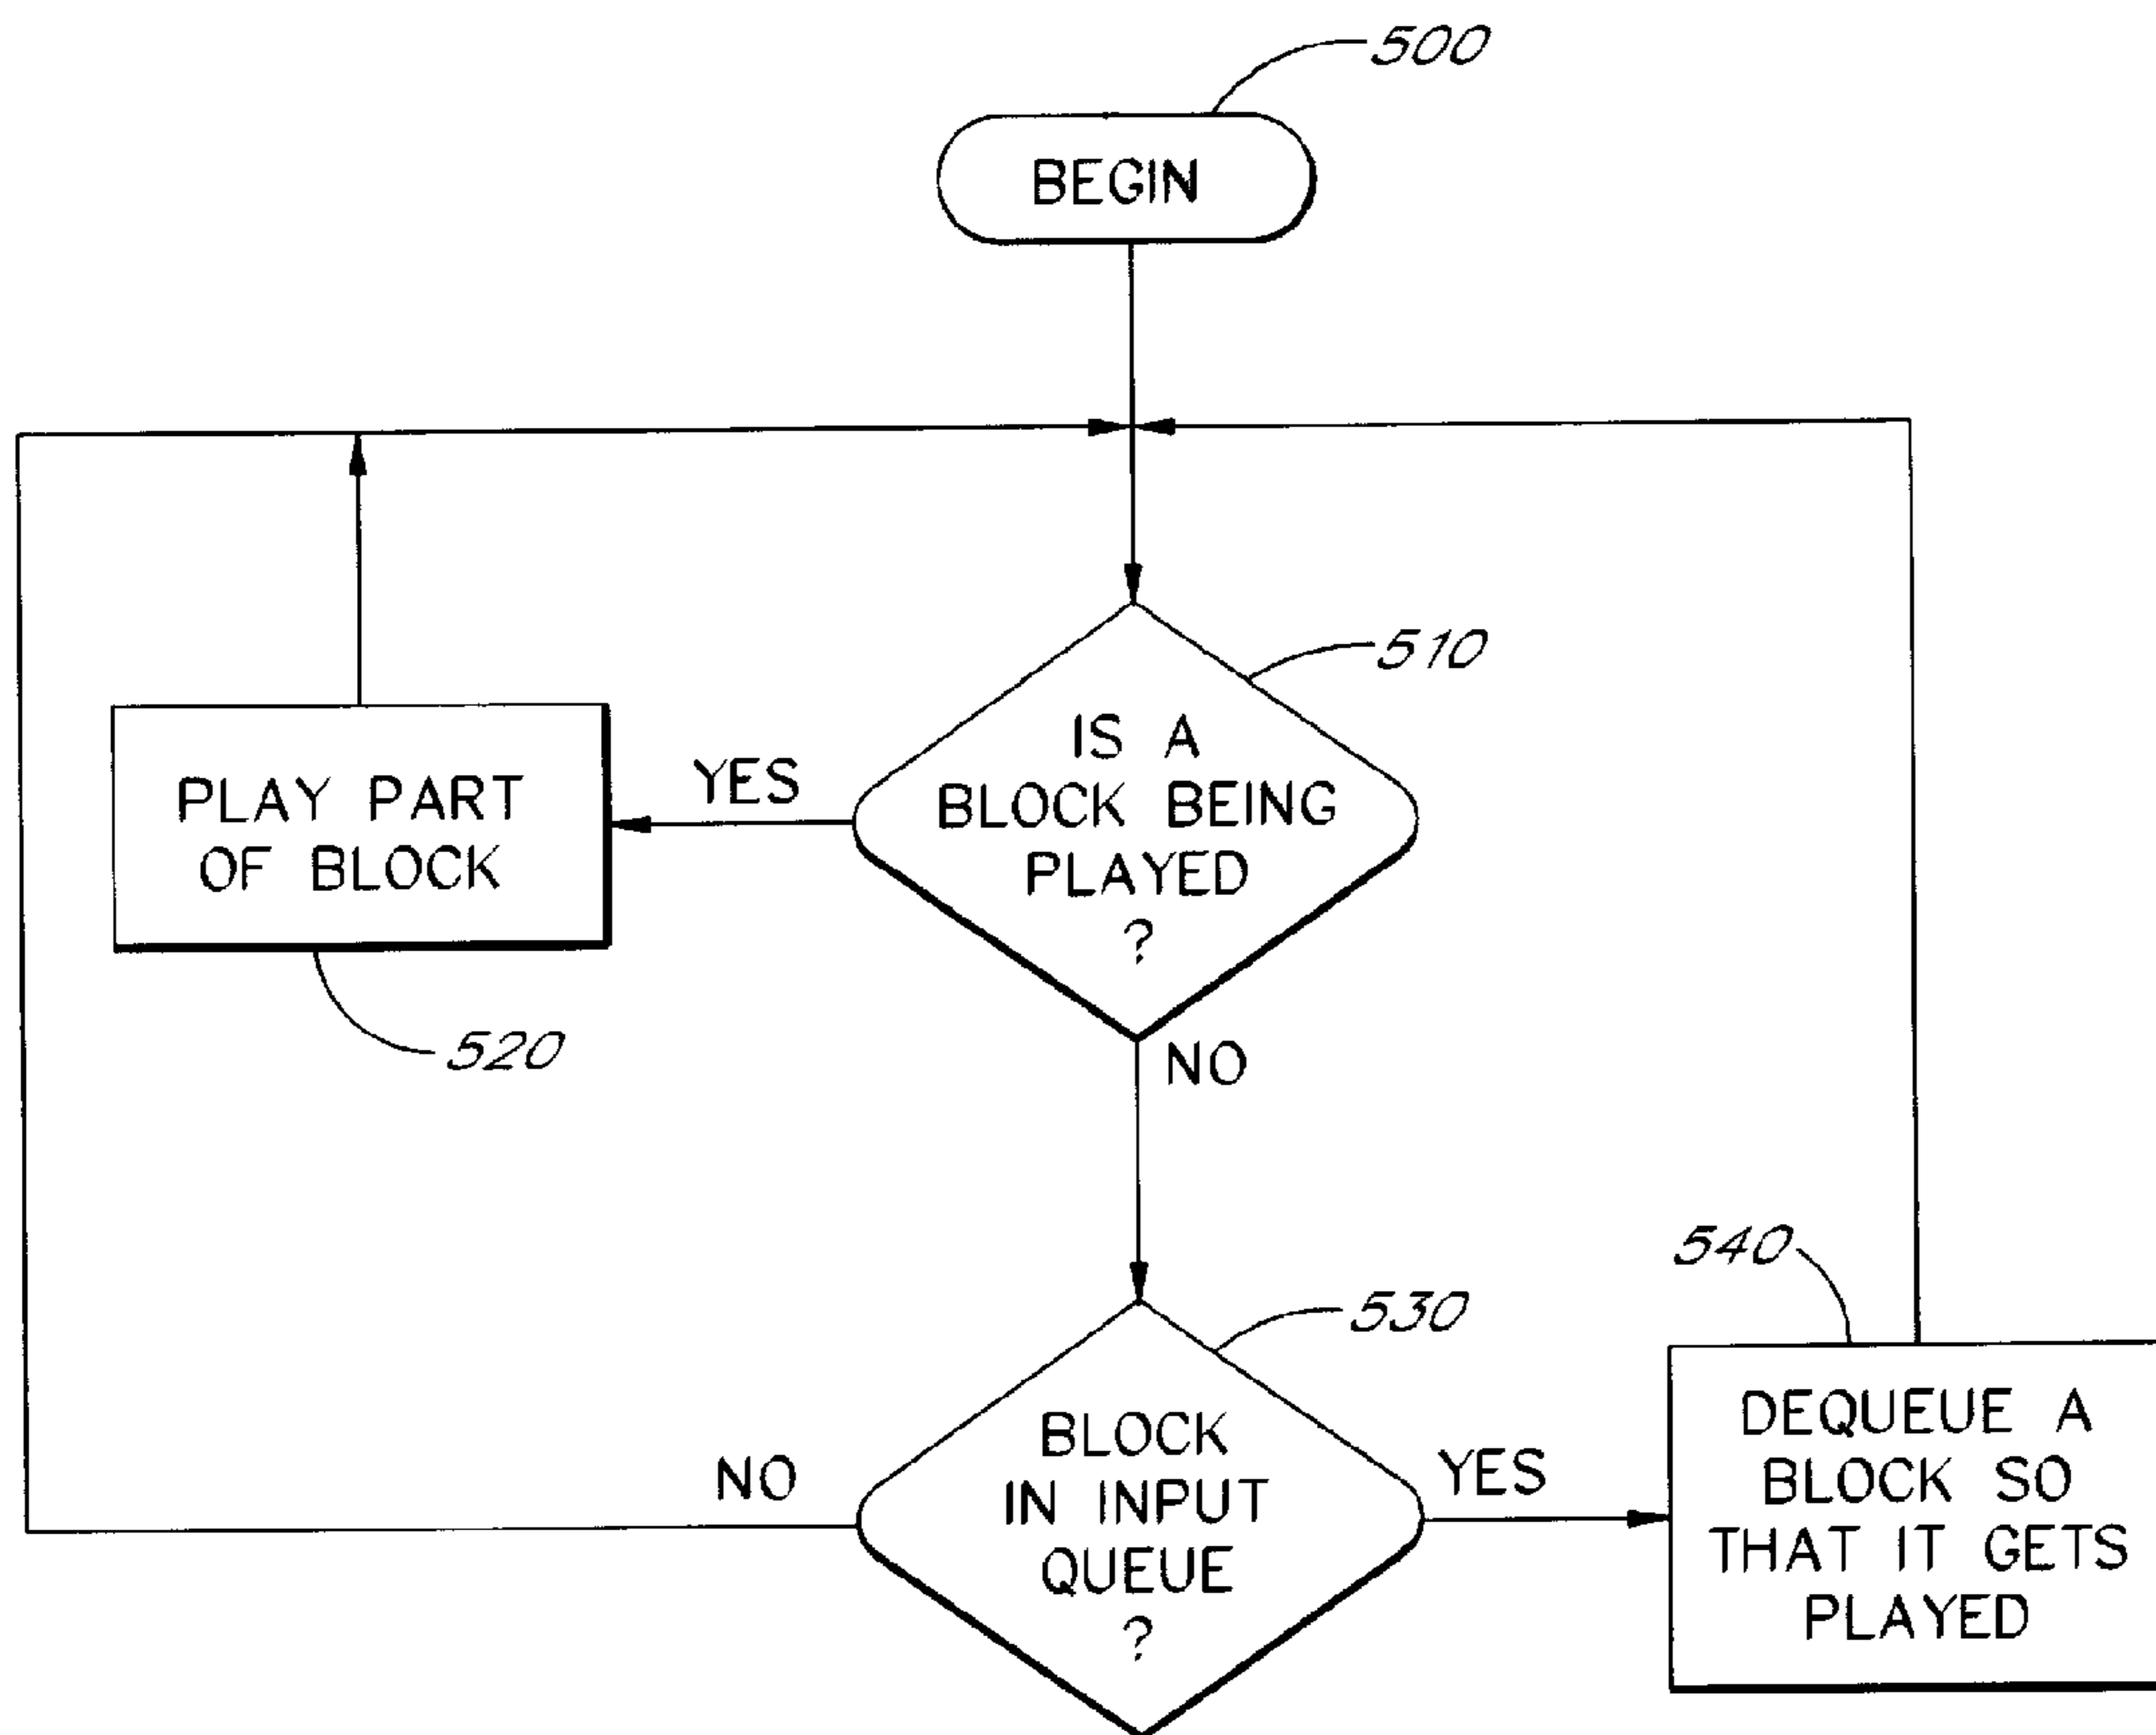 500
BEGIN
510
IS A
BLOCK BEING
PLAYED
?
YES
PLAY PART
OF BLOCK
520
NO
530
BLOCK
IN INPUT
QUEUE
?
NO
YES
540
DEQUEUE A
BLOCK SO
THAT IT GETS
PLAYED